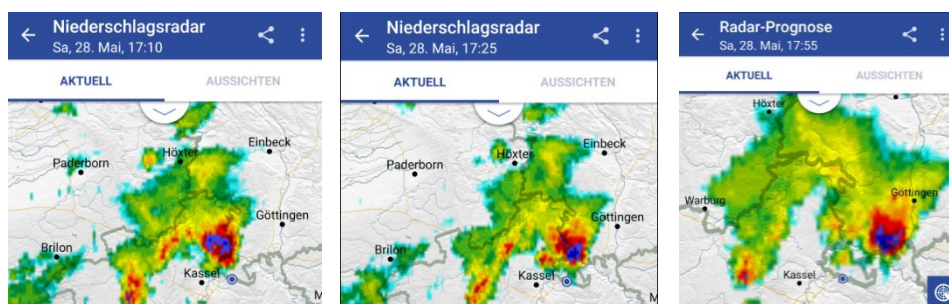 Niederschlagsradar
Sa, 28. Mai, 17:10
AKTUELL
AUSSICHTEN
Höxter
Einbeck
Paderborn
Göttingen
Brilon
Kassel
M
Niederschlagsradar
Sa, 28. Mai, 17:25
AKTUELL
AUSSICHTEN
Höxter
Einbeck
Paderborn
Göttingen
Brilon
Kassel
Radar-Prognose
Sa, 28. Mai, 17:55
AKTUELL
AUSSICHTEN
Höxter
Göttingen
Warburg
Kassel